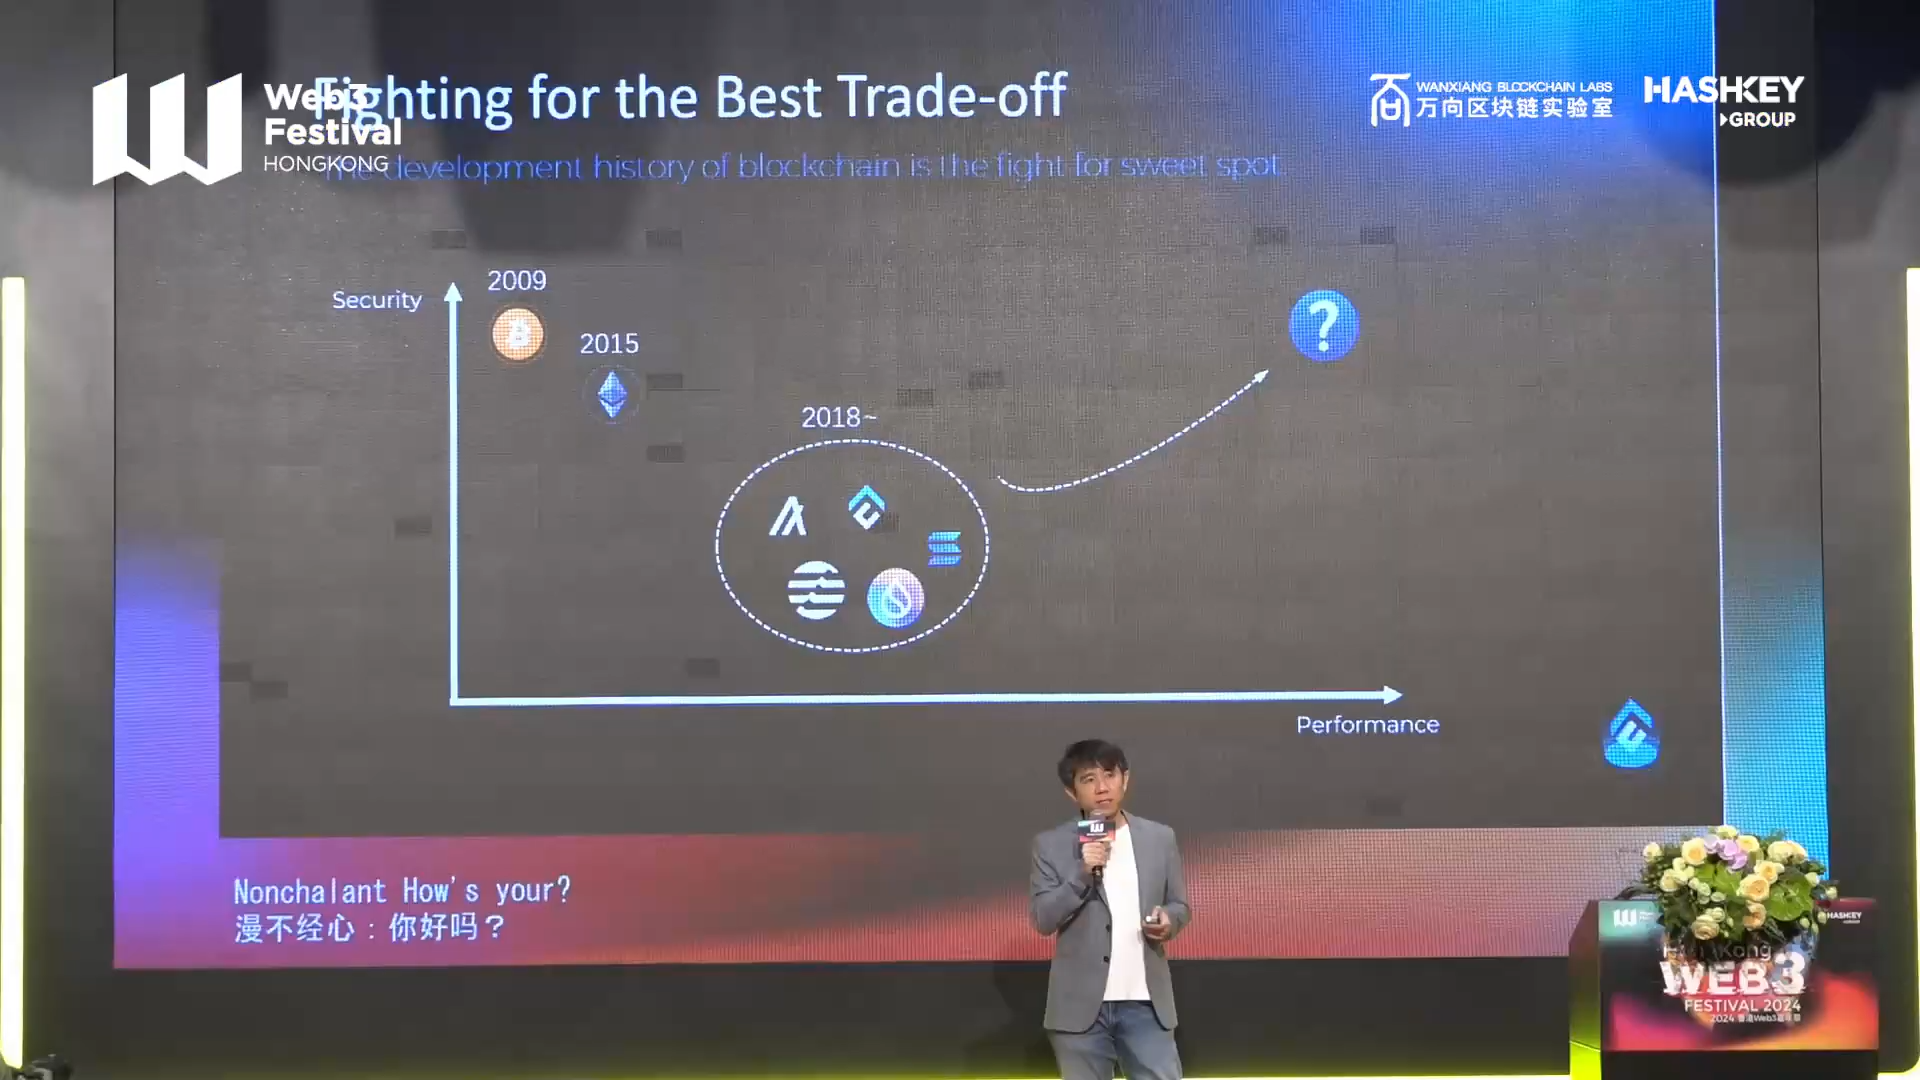 Web3
Festival
HONGKONG
Fighting for the Best Trade-off
The development history of blockchain is the fight for sweet spot.
WANXIANG BLOCKCHAIN LABS
万向区块链实验室
HASHKEY
GROUP
Security
2009
2015
2018~
?
Performance
Nonchalant How's your?
漫不经心：你好吗？
HASHKEY
Kong
WEB3
FESTIVAL 2024
2024 香港Web3嘉年华